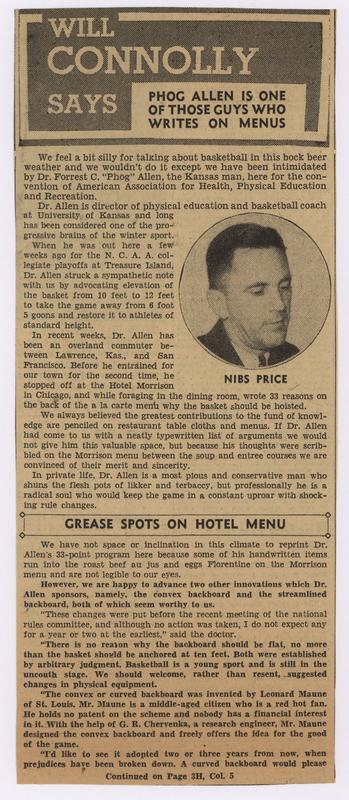 WILL
CONNOLLY
SAYS
PHOG ALLEN IS ONE
OF THOSE GUYS WHO
WRITES ON MENUS
We feel a bit silly for talking about basketball in this bock beer
weather and we wouldn't do it except we have been intimidated
by Dr. Forrest C. "Phog" Allen, the Kansas man, here for the con-
vention of American Association for Health, Physical Education
and Recreation.
Dr. Allen is director of physical education and basketball coach
at University of Kansas and long
has been considered one of the pro-
gressive brains of the winter sport.
When he was out here a few
weeks ago for the N. C. A. A. col-
legiate playoffs at Treasure Island,
Dr. Allen struck a sympathetic note
with us by advocating elevation of
the basket from 10 feet to 12 feet
to take the game away from 6 foot
5 goons and restore it to athletes of
standard height.
In recent weeks, Dr. Allen has
been an overland commuter be-
tween Lawrence, Kas., and San
Francisco. Before he entrained for
our town for the second time, he
stopped off at the Hotel Morrison
NIBS PRICE
in Chicago, and while foraging in the dining room, wrote 33 reasons on
the back of the a la carte menu why the basket should be hoisted.
We always believed the greatest contributions to the fund of knowl-
edge are penciled on restaurant table cloths and menus. If Dr. Allen
had come to us with a neatly typewritten list of arguments we would
not give him this valuable space, but because his thoughts were scrib-
bled on the Morrison menu between the soup and entree courses we are
convinced of their merit and sincerity.
In private life, Dr. Allen is a most pious and conservative man who
shuns the flesh pots of likker and terbaccy, but professionally he is a
radical soul who would keep the game in a constant uproar with shock-
ing rule changes.
GREASE SPOTS ON HOTEL MENU
We have not space or inclination in this climate to reprint Dr.
Allen's 33-point program here because some of his handwritten items
run into the roast beef au jus and eggs Florentine on the Morrison
menu and are not legible to our eyes.
However, we are happy to advance two other innovations which Dr.
Allen sponsors, namely, the convex backboard and the streamlined
backboard, both of which seem worthy to us.
"These changes were put before the recent meeting of the national
rules committee, and although no action was taken, I do not expect any
for a year or two at the earliest," said the doctor.
"There is no reason why the backboard should be flat, no more
than the basket should be anchored at ten feet. Both were established
by arbitrary judgment. Basketball is a young sport and is still in the
uncouth stage. We should welcome, rather than resent, suggested
changes in physical equipment.
"The convex or curved backboard was invented by Leonard Maune
of St. Louis. Mr. Maune is a middle-aged citizen who is a red hot fan.
He holds no patent on the scheme and nobody has a financial interest
in it. With the help of G. R. Chervenka, a research engineer, Mr. Maune
designed the convex backboard and freely offers the idea for the good
of the game.
"I'd like to see it adopted two or three years from now, when
prejudices have been broken down. A curved backboard would please
Continued on Page 3H, Col. 5